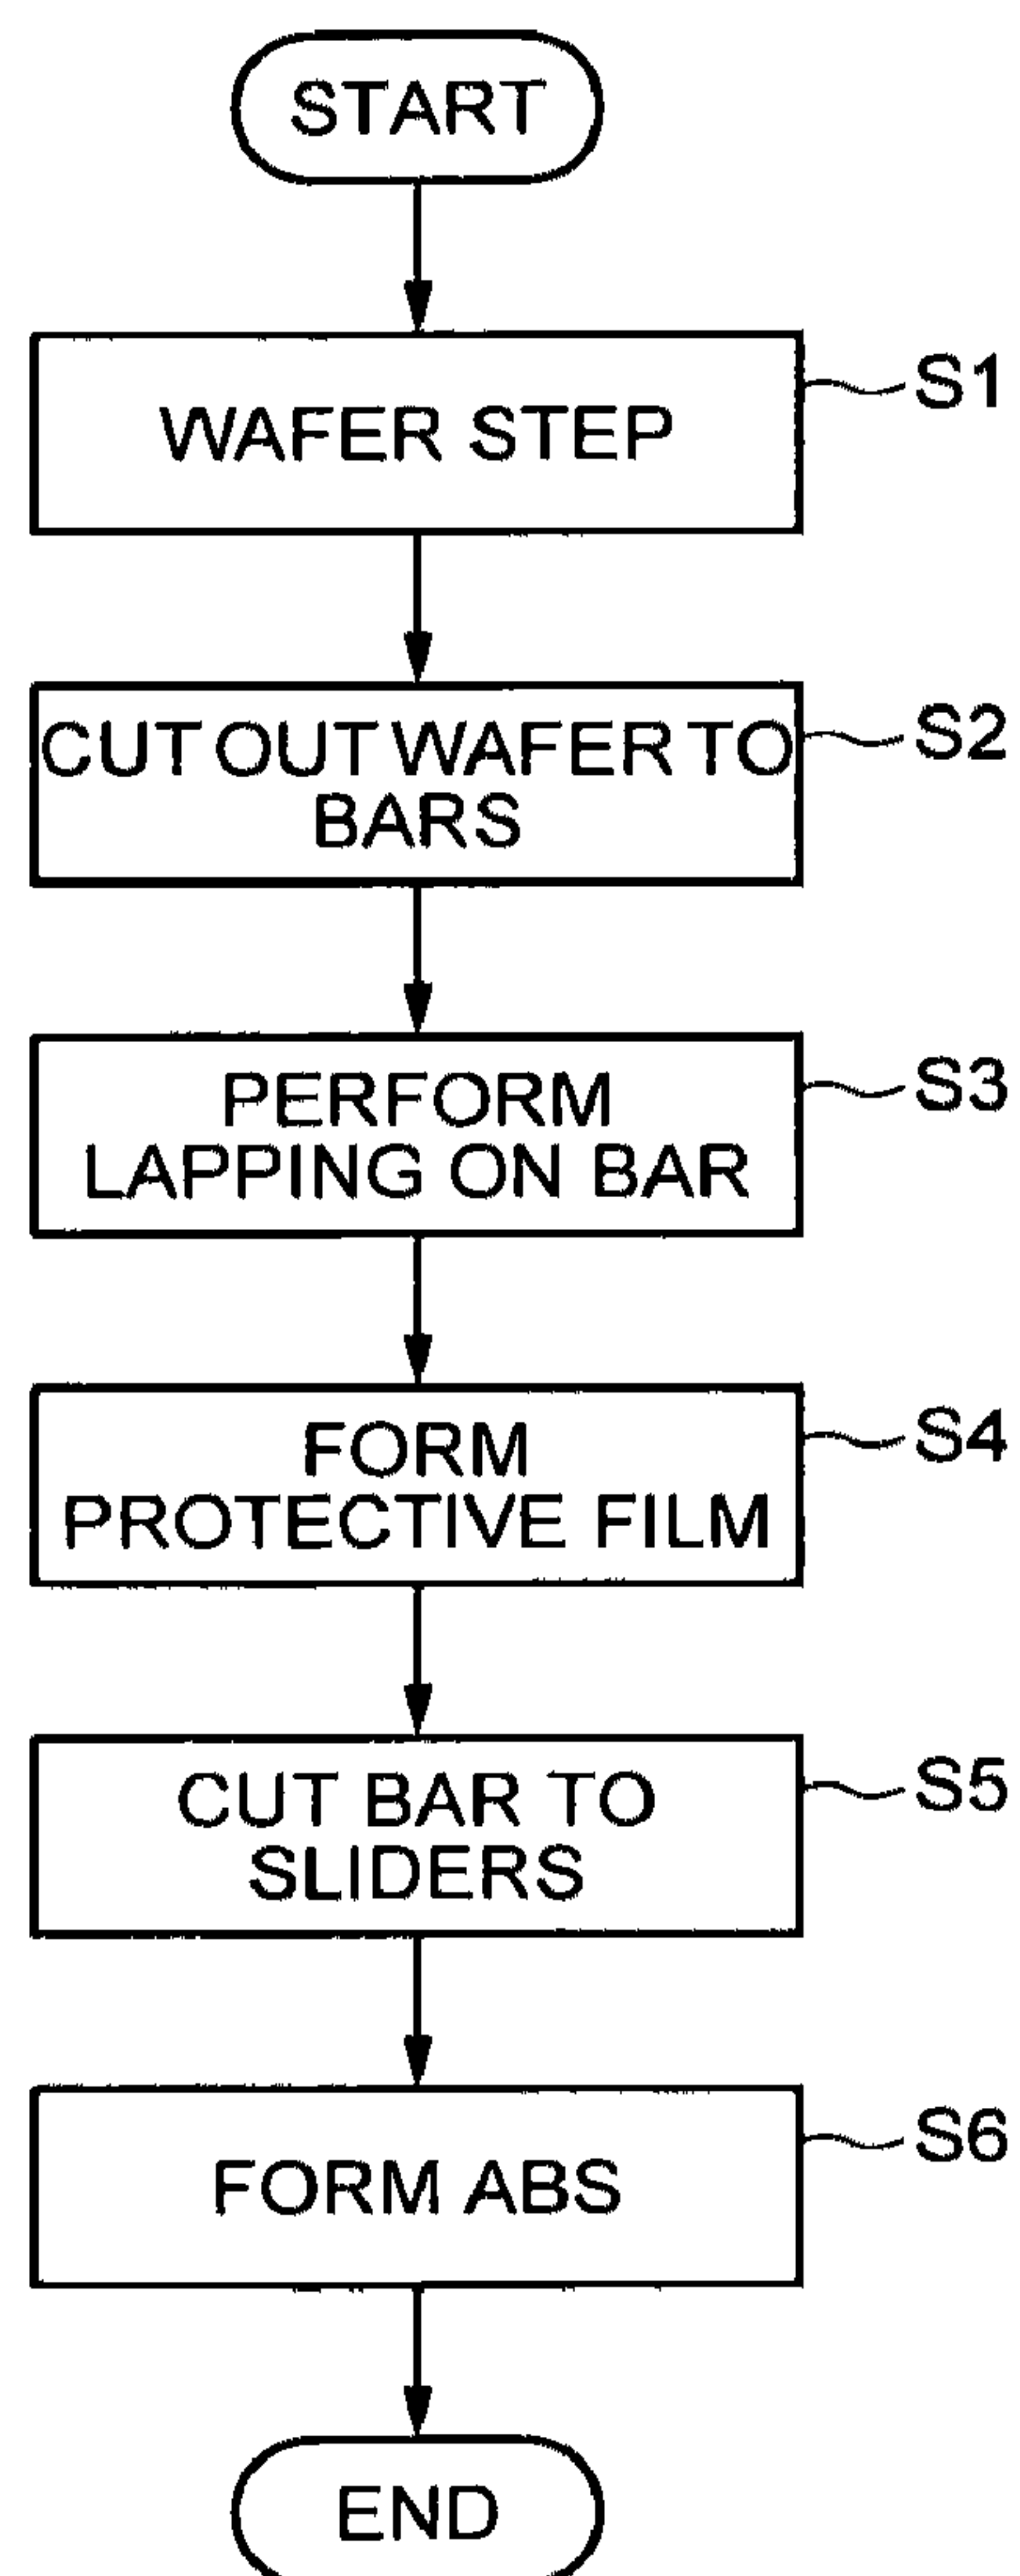 START
WAFER STEP
S1
CUT OUT WAFER TO
BARS
S2
PERFORM
LAPPING ON BAR
S3
FORM
PROTECTIVE FILM
S4
CUT BAR TO
SLIDERS
S5
FORM ABS
S6
END